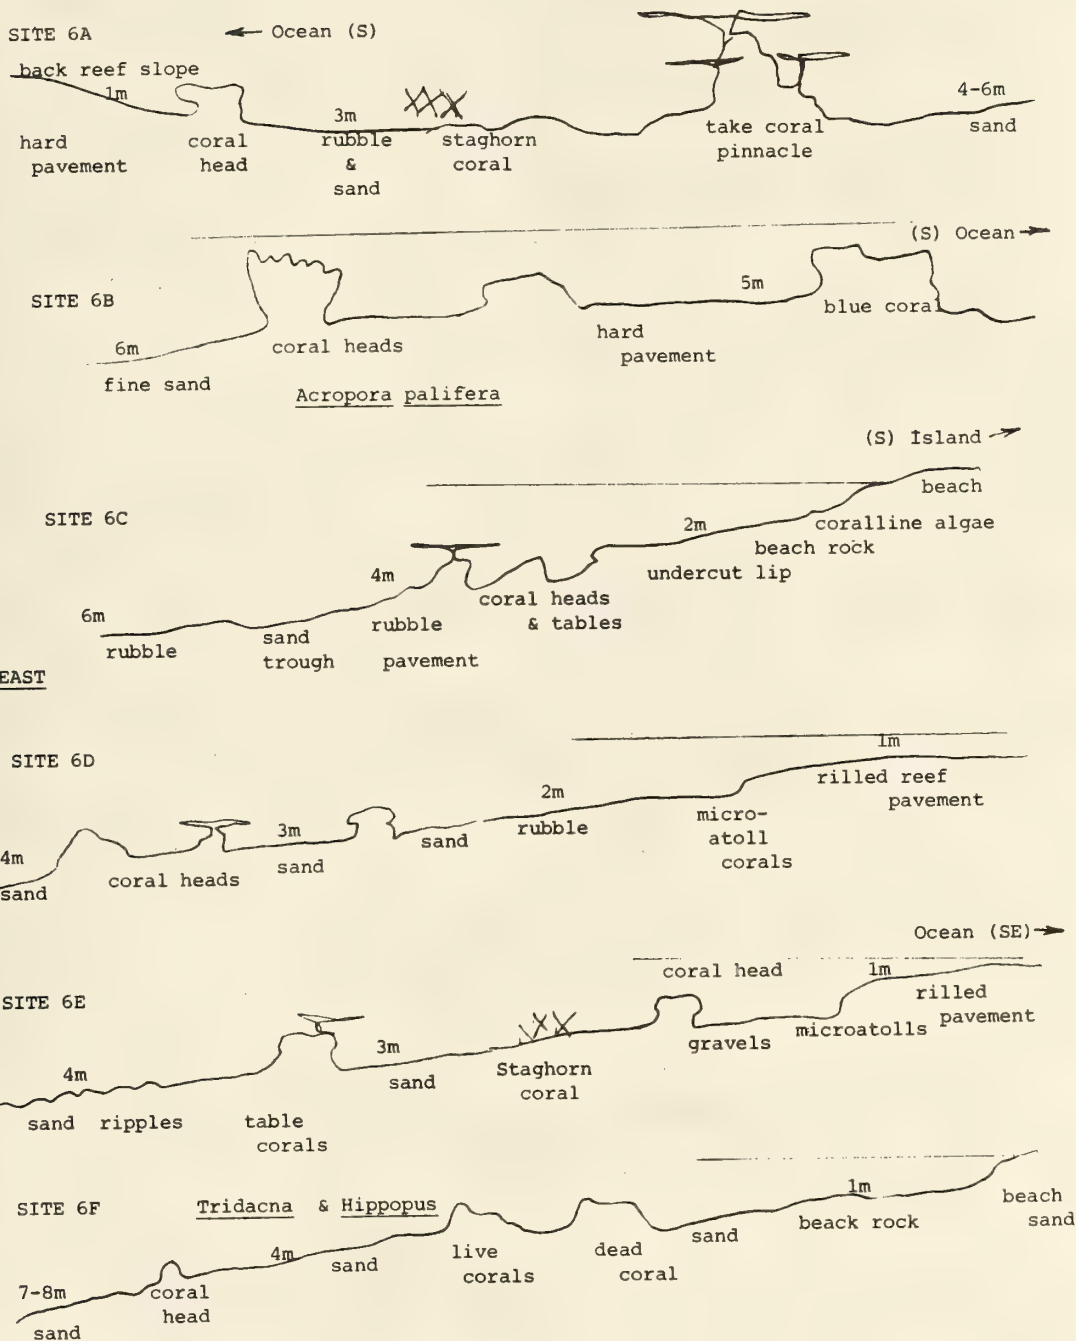 SITE 6A
← Ocean (S)
back reef slope
1m
4-6m
3m
hard
pavement
coral
head
rubble
&
sand
staghorn
coral
take coral
pinnacle
sand
(S) Ocean →
SITE 6B
5m
blue coral
6m
coral heads
hard
pavement
fine sand
Acropora palifera
(S) Island →
beach
SITE 6C
2m
coralline algae
beach rock
undercut lip
4m
coral heads
& tables
6m
rubble
rubble
sand
trough
pavement
EAST
SITE 6D
1m
rilled reef
pavement
2m
rubble
micro-
atoll
corals
3m
sand
sand
4m
sand
coral heads
Ocean (SE) →
coral head
1m
SITE 6E
rilled
pavement
microatolls
gravels
3m
sand
Staghorn
coral
4m
sand ripples
table
corals
SITE 6F
Tridacna & Hippopus
1m
beach
sand
beack rock
sand
4m
sand
live
corals
dead
coral
7-8m
coral
head
sand